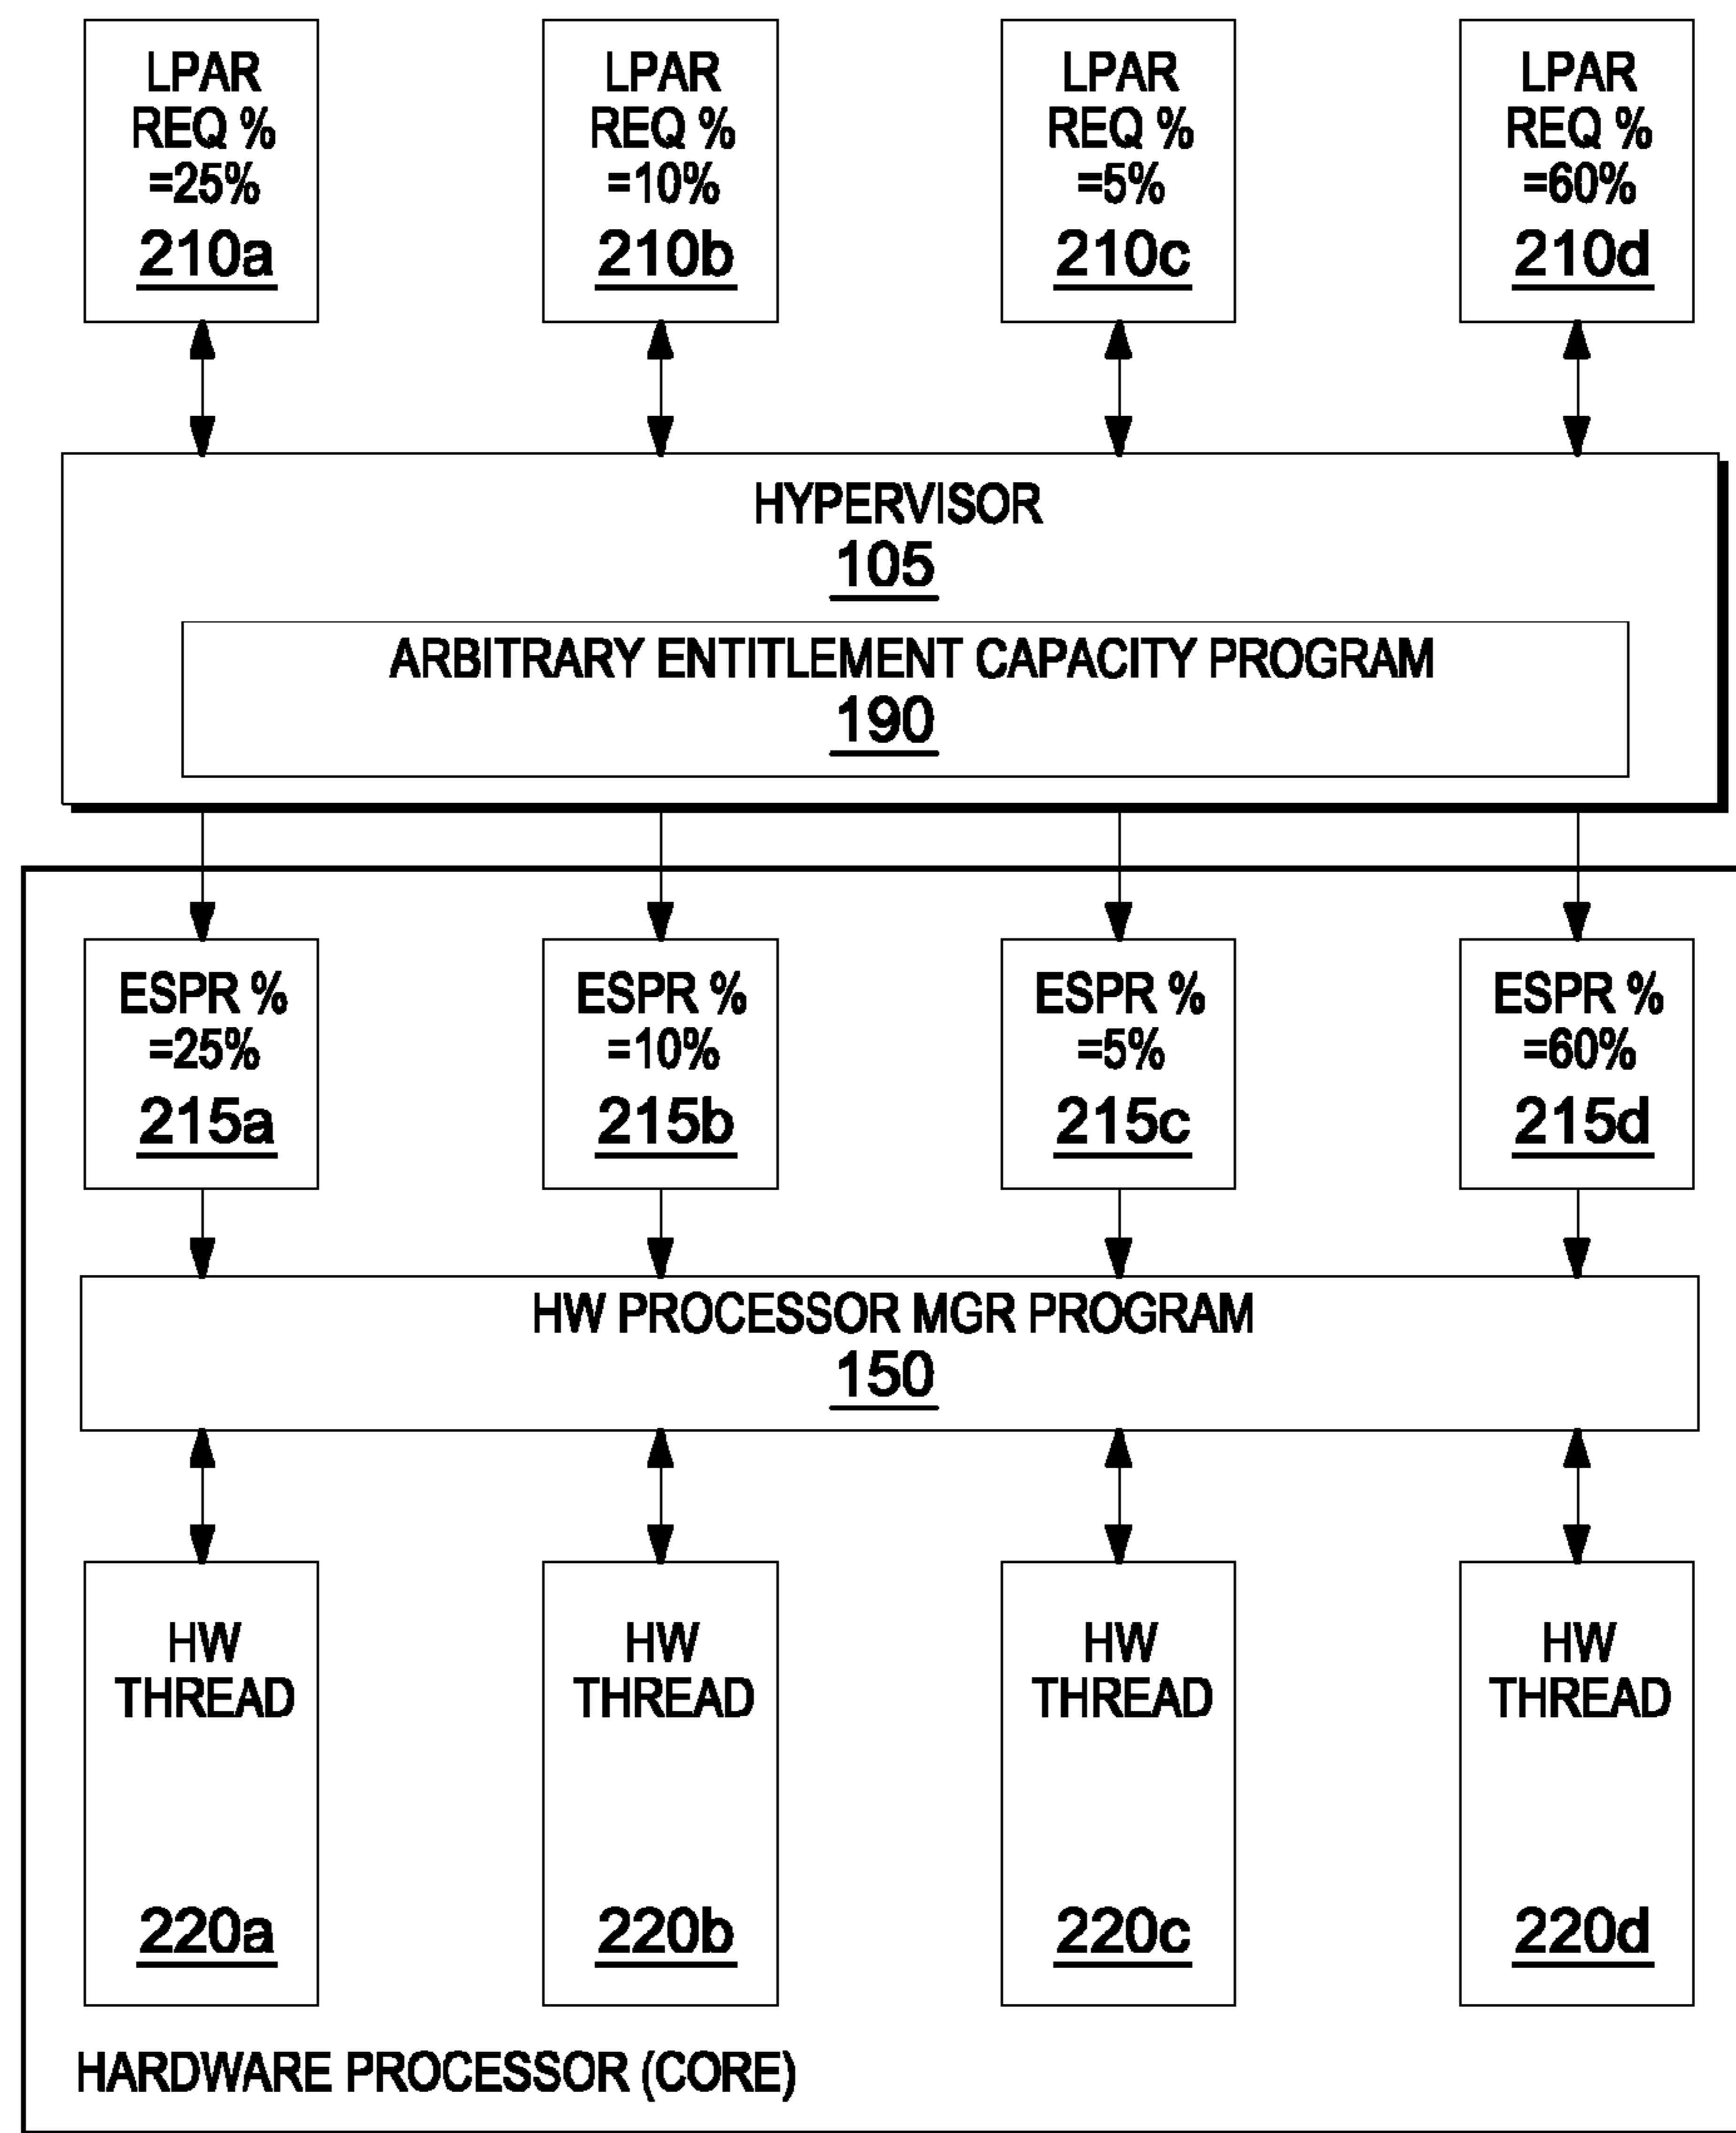 LPAR
REQ %
=25%
210a
LPAR
REQ %
=10%
210b
LPAR
REQ %
=5%
210c
LPAR
REQ %
=60%
210d
HYPERVISOR
105
ARBITRARY ENTITLEMENT CAPACITY PROGRAM
190
ESPR %
=25%
215a
ESPR %
=10%
215b
ESPR %
=5%
215c
ESPR %
=60%
215d
HW PROCESSOR MGR PROGRAM
150
HW
THREAD
220a
HW
THREAD
220b
HW
THREAD
220c
HW
THREAD
220d
HARDWARE PROCESSOR (CORE)